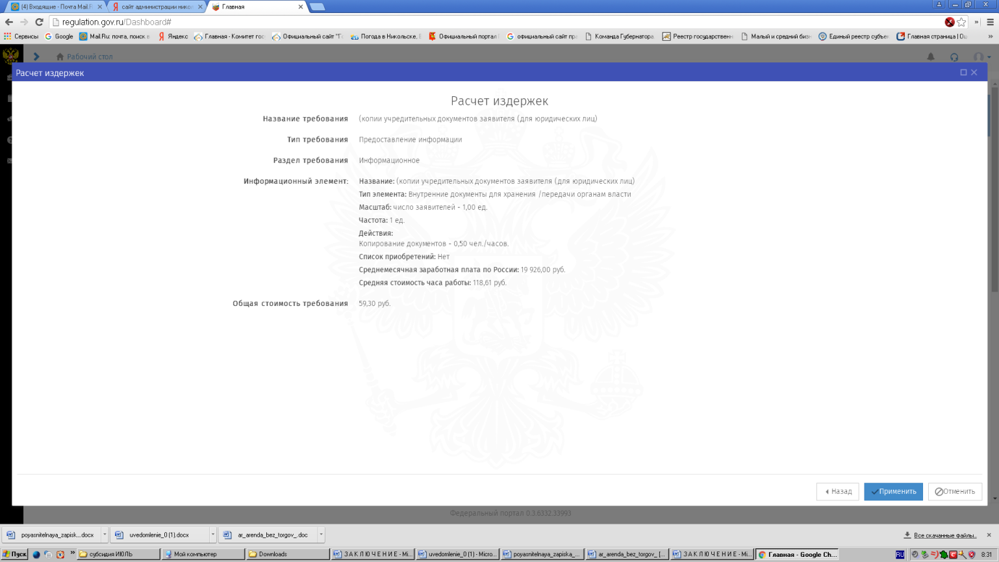 (4) Входящие - Почта Mail.R
сайт администрации нико
Главная
regulation.gov.ru/Dashboard#
Сервисы Google Mail.Ru: почта, поиск в Яндекс Главная - Комитет гос Официальный сайт "Г Погода в Никольске, Официальный портал официальный сайт пра Команда Губернатора Реестр государственн Малый и средний бизн Единый реестр субъек Главная страница | Оц »
Рабочий стол
Расчет издержек
Расчет издержек
Название требования (копии учредительных документов заявителя (для юридических лиц)
Тип требования Предоставление информации
Раздел требования Информационное
Информационный элемент: Название: (копии учредительных документов заявителя (для юридических лиц)
Тип элемента: Внутренние документы для хранения /передачи органам власти
Масштаб: число заявителей - 1,00 ед.
Частота: 1 ед.
Действия:
Копирование документов - 0,50 чел./часов.
Список приобретений: Нет
Среднемесячная заработная плата по России: 19 926,00 руб.
Средняя стоимость часа работы: 118,61 руб.
Общая стоимость требования 59,30 руб.
Назад Применить Отменить
Федеральный портал 0.3.6332.33993
poyasnitelnaya_zapisk....docx uvedomlenie_0 (1).docx ar_arenda_bez_torgov_.doc Все скачанные файлы...
Пуск » субсидия ИЮЛЬ Мой компьютер Downloads З А К Л Ю Ч Е Н И Е - Mi... uvedomlenie_0 (1) - Micro... poyasnitelnaya_zapiska_... ar_arenda_bez_torgov_ [... З А К Л Ю Ч Е Н И Е - Mi... Главная - Google Ch... RU 8:31